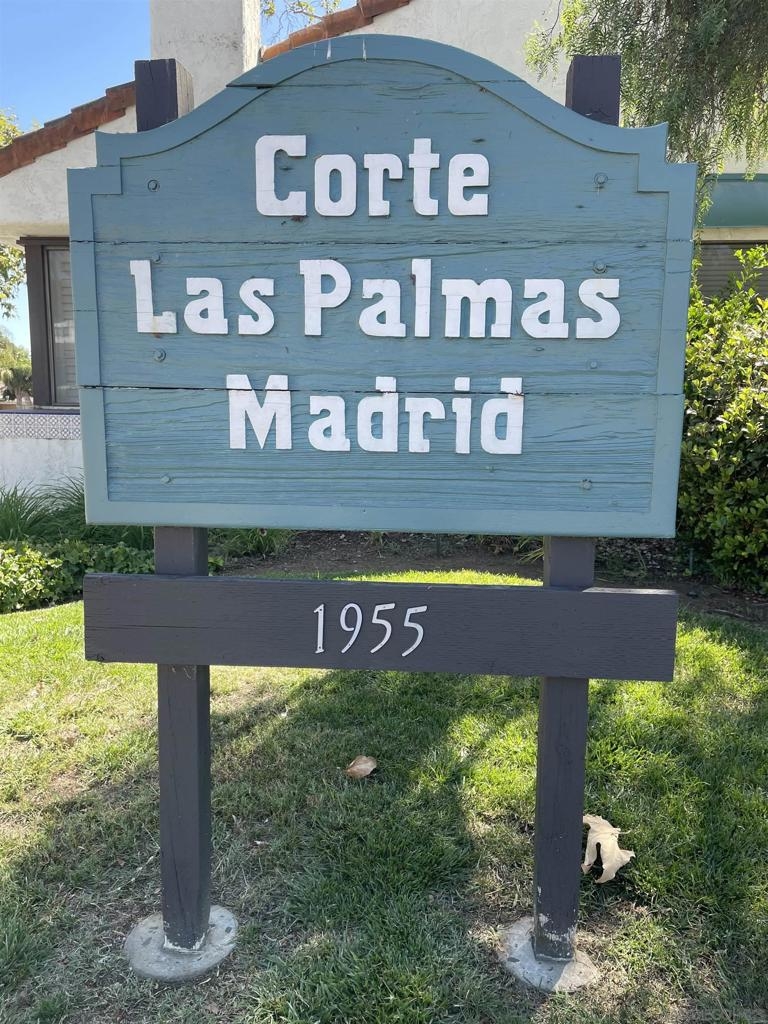 Corte
Las Palmas
Madrid
1955